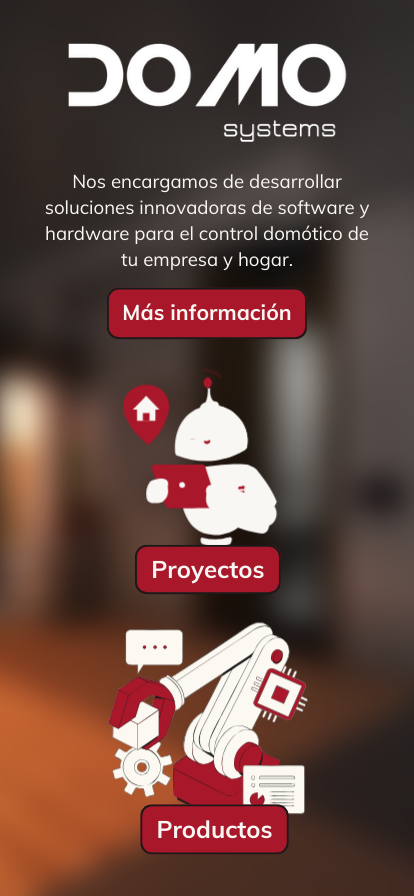 DOMO
systems
Nos encargamos de desarrollar
soluciones innovadoras de software y
hardware para el control domótico de
tu empresa y hogar.
Más información
Proyectos
Productos